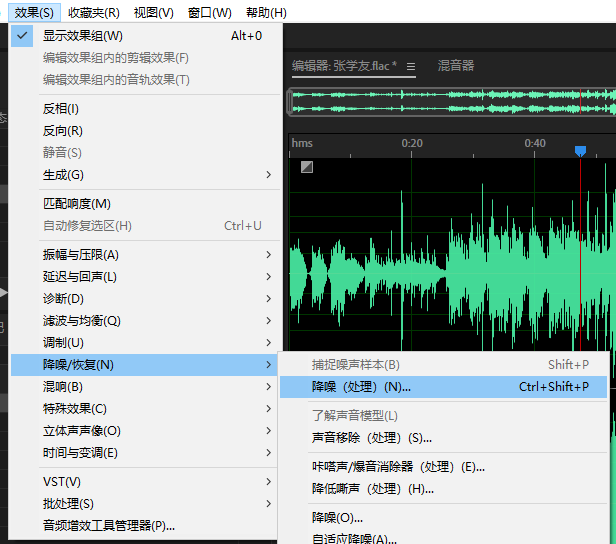 效果(S) 收藏夹(R) 视图(V) 窗口(W) 帮助(H)
显示效果组(W) Alt+0
编辑效果组内的剪辑效果(F)
编辑效果组内的音轨效果(T)
反相(I)
反向(R)
静音(S)
生成(G)
匹配响度(M)
自动修复选区(H) Ctrl+U
振幅与压限(A)
延迟与回声(L)
诊断(D)
滤波与均衡(Q)
调制(U)
降噪/恢复(N)
混响(B)
特殊效果(C)
立体声声像(O)
时间与变调(E)
VST(V)
批处理(S)
音频增效工具管理器(P)...
编辑器: 张学友.flac *
混音器
hms 0:20 0:40
捕捉噪声样本(B) Shift+P
降噪（处理）(N)... Ctrl+Shift+P
了解声音模型(L)
声音移除（处理）(S)...
咔嗒声/爆音消除器（处理）(E)...
降低嘶声（处理）(H)...
降噪(O)...
自适应降噪(A)...